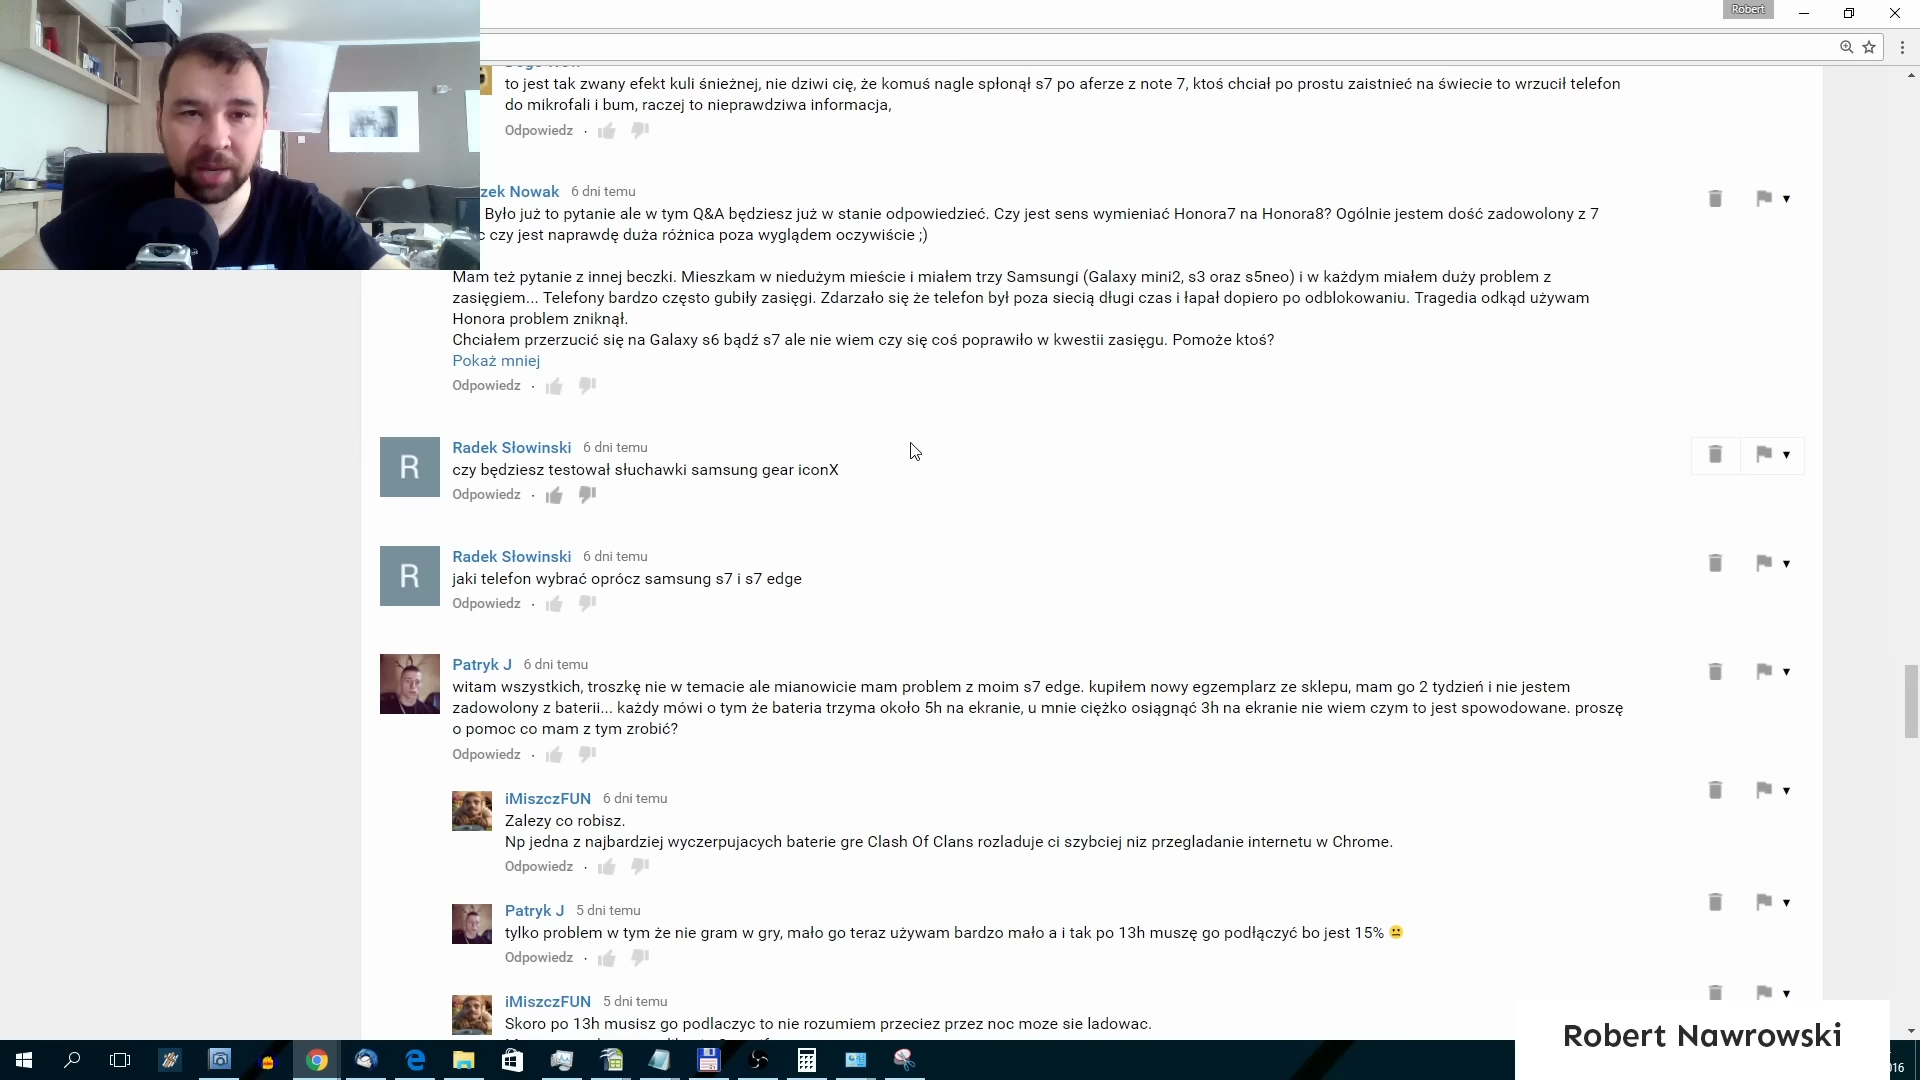 Robert
to jest tak zwany efekt kuli śnieżnej, nie dziwi cię, że komuś nagle spłonął s7 po aferze z note 7, ktoś chciał po prostu zaistnieć na świecie to wrzucił telefon
do mikrofali i bum, raczej to nieprawdziwa informacja,
Odpowiedz
zek Nowak 6 dni temu
Było już to pytanie ale w tym Q&A będziesz już w stanie odpowiedzieć. Czy jest sens wymieniać Honora7 na Honora8? Ogólnie jestem dość zadowolony z 7
c czy jest naprawdę duża różnica poza wyglądem oczywiście ;)
Mam też pytanie z innej beczki. Mieszkam w niedużym mieście i miałem trzy Samsungi (Galaxy mini2, s3 oraz s5neo) i w każdym miałem duży problem z
zasięgiem... Telefony bardzo często gubiły zasięgi. Zdarzało się że telefon był poza siecią długi czas i łapał dopiero po odblokowaniu. Tragedia odkąd używam
Honora problem zniknął.
Chciałem przerzucić się na Galaxy s6 bądź s7 ale nie wiem czy się coś poprawiło w kwestii zasięgu. Pomoże ktoś?
Pokaż mniej
Odpowiedz
R
Radek Słowinski 6 dni temu
czy będziesz testował słuchawki samsung gear iconX
Odpowiedz
R
Radek Słowinski 6 dni temu
jaki telefon wybrać oprócz samsung s7 i s7 edge
Odpowiedz
Patryk J 6 dni temu
witam wszystkich, troszkę nie w temacie ale mianowicie mam problem z moim s7 edge. kupiłem nowy egzemplarz ze sklepu, mam go 2 tydzień i nie jestem
zadowolony z baterii... każdy mówi o tym że bateria trzyma około 5h na ekranie, u mnie ciężko osiągnąć 3h na ekranie nie wiem czym to jest spowodowane. proszę
o pomoc co mam z tym zrobić?
Odpowiedz
iMiszczFUN 6 dni temu
Zalezy co robisz.
Np jedna z najbardziej wyczerpujacych baterie gre Clash Of Clans rozladuje ci szybciej niz przegladanie internetu w Chrome.
Odpowiedz
Patryk J 5 dni temu
tylko problem w tym że nie gram w gry, mało go teraz używam bardzo mało a i tak po 13h muszę go podłączyć bo jest 15% 😐
Odpowiedz
iMiszczFUN 5 dni temu
Skoro po 13h musisz go podlaczyc to nie rozumiem przeciez przez noc moze sie ladowac.
Robert Nawrowski
016